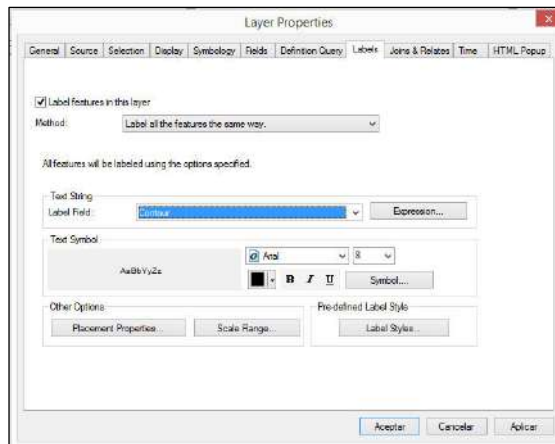 Layer Properties
General Source Selection Display Symbology Fields Definition Query Labels Joins & Relates Time HTML Popup
Label features in this layer
Method: Label all the features the same way.
All features will be labeled using the options specified.
Text String
Label Field: Contour Expression...
Text Symbol
AaBbYyZz Arial 8
B I U Symbol...
Other Options Pre-defined Label Style
Placement Properties... Scale Range... Label Styles...
Aceptar Cancelar Aplicar